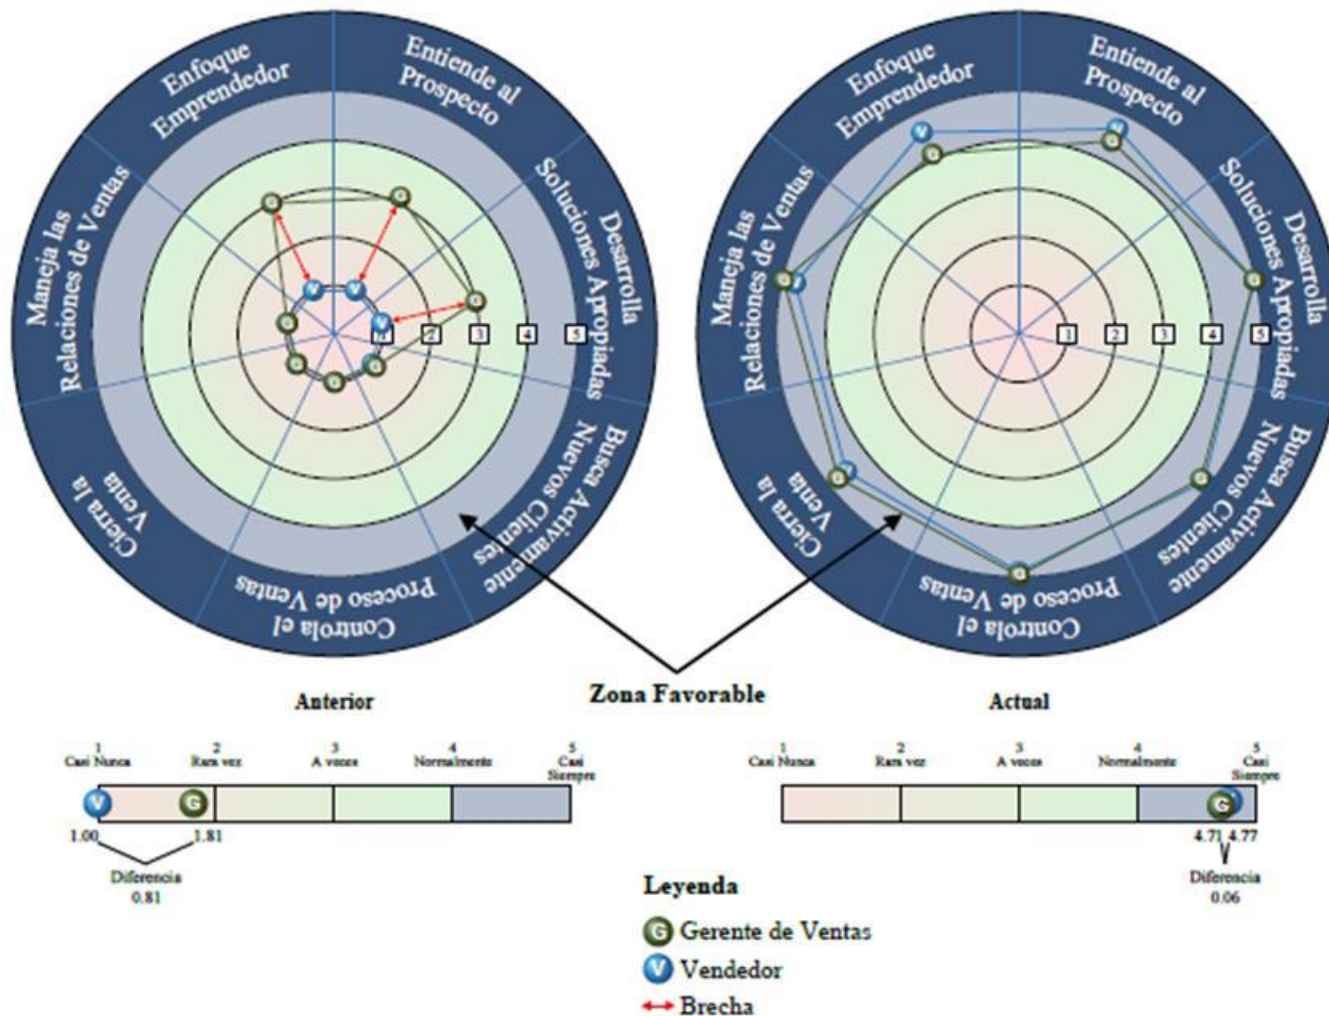 Enfoque
Emprendedor
Entiende al
Prospecto
Desarrolla
Soluciones Apropiadas
Busca Activamente
Nuevos Clientes
Controla el
Proceso de Ventas
Cierra la
Venta
Maneja las
Relaciones de Ventas
G
G
G
G
G
G
G
V
V
V
2
3
4
5
Enfoque
Emprendedor
Entiende al
Prospecto
Desarrolla
Soluciones Apropiadas
Busca Activamente
Nuevos Clientes
Controla el
Proceso de Ventas
Cierra la
Venta
Maneja las
Relaciones de Ventas
V
G
G
G
G
G
G
G
1
2
3
4
5
Anterior
Zona Favorable
Actual
1 2 3 4 5
Casi Nunca Rara vez A veces Normalmente Casi
Siempre
V G
1.00 1.81
Diferencia
0.81
1 2 3 4 5
Casi Nunca Rara vez A veces Normalmente Casi
Siempre
G
4.71 4.77
Diferencia
0.06
Leyenda
G Gerente de Ventas
V Vendedor
Brecha